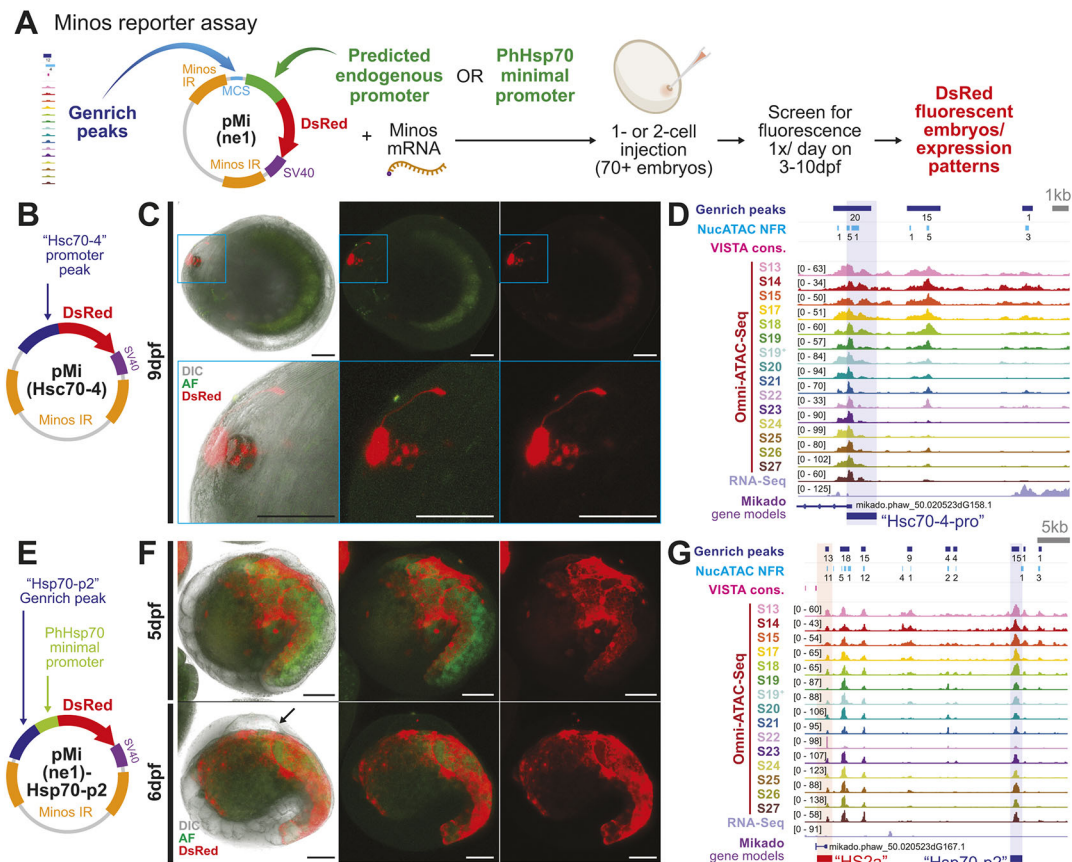 A Minos reporter assay
Genrich
peaks
Minos
IR
MCS
pMi
(ne1)
DsRed
Minos IR
SV40
Predicted
endogenous
promoter
OR
PhHsp70
minimal
promoter
+
Minos
mRNA
1- or 2-cell
injection
(70+ embryos)
Screen for
fluorescence
1x/ day on
3-10dpf
DsRed
fluorescent
embryos/
expression
patterns
B
"Hsc70-4"
promoter
peak
DsRed
SV40
pMi
(Hsc70-4)
Minos IR
C
9dpf
DIC
AF
DsRed
D
1kb
Genrich peaks
20 15 1
NucATAC NFR
1 5 1 1 5 3
VISTA cons.
Omni-ATAC-Seq
S13 [0 - 63]
S14 [0 - 34]
S15 [0 - 50]
S17 [0 - 51]
S18 [0 - 60]
S19 [0 - 57]
S19* [0 - 84]
S20 [0 - 94]
S21 [0 - 70]
S22 [0 - 33]
S23 [0 - 90]
S24 [0 - 99]
S25 [0 - 80]
S26 [0 - 102]
S27 [0 - 60]
RNA-Seq [0 - 125]
Mikado
gene models
mikado.phaw_50.020523dG158.1
"Hsc70-4-pro"
E
"Hsp70-p2"
Genrich peak
PhHsp70
minimal
promoter
DsRed
SV40
pMi
(ne1)-
Hsp70-p2
Minos IR
F
5dpf
6dpf
DIC
AF
DsRed
G
5kb
Genrich peaks
13 18 15 9 2 4 151 1
NucATAC NFR
11 5 1 12 4 1 2 2 1 3
VISTA cons.
Omni-ATAC-Seq
S13 [0 - 60]
S14 [0 - 43]
S15 [0 - 54]
S17 [0 - 65]
S18 [0 - 65]
S19 [0 - 87]
S19* [0 - 88]
S20 [0 - 106]
S21 [0 - 95]
S22 [0 - 98]
S23 [0 - 107]
S24 [0 - 123]
S25 [0 - 88]
S26 [0 - 138]
S27 [0 - 58]
RNA-Seq [0 - 91]
Mikado
gene models
mikado.phaw_50.020523dG167.1
"HS2a"
"Hsp70-p2"